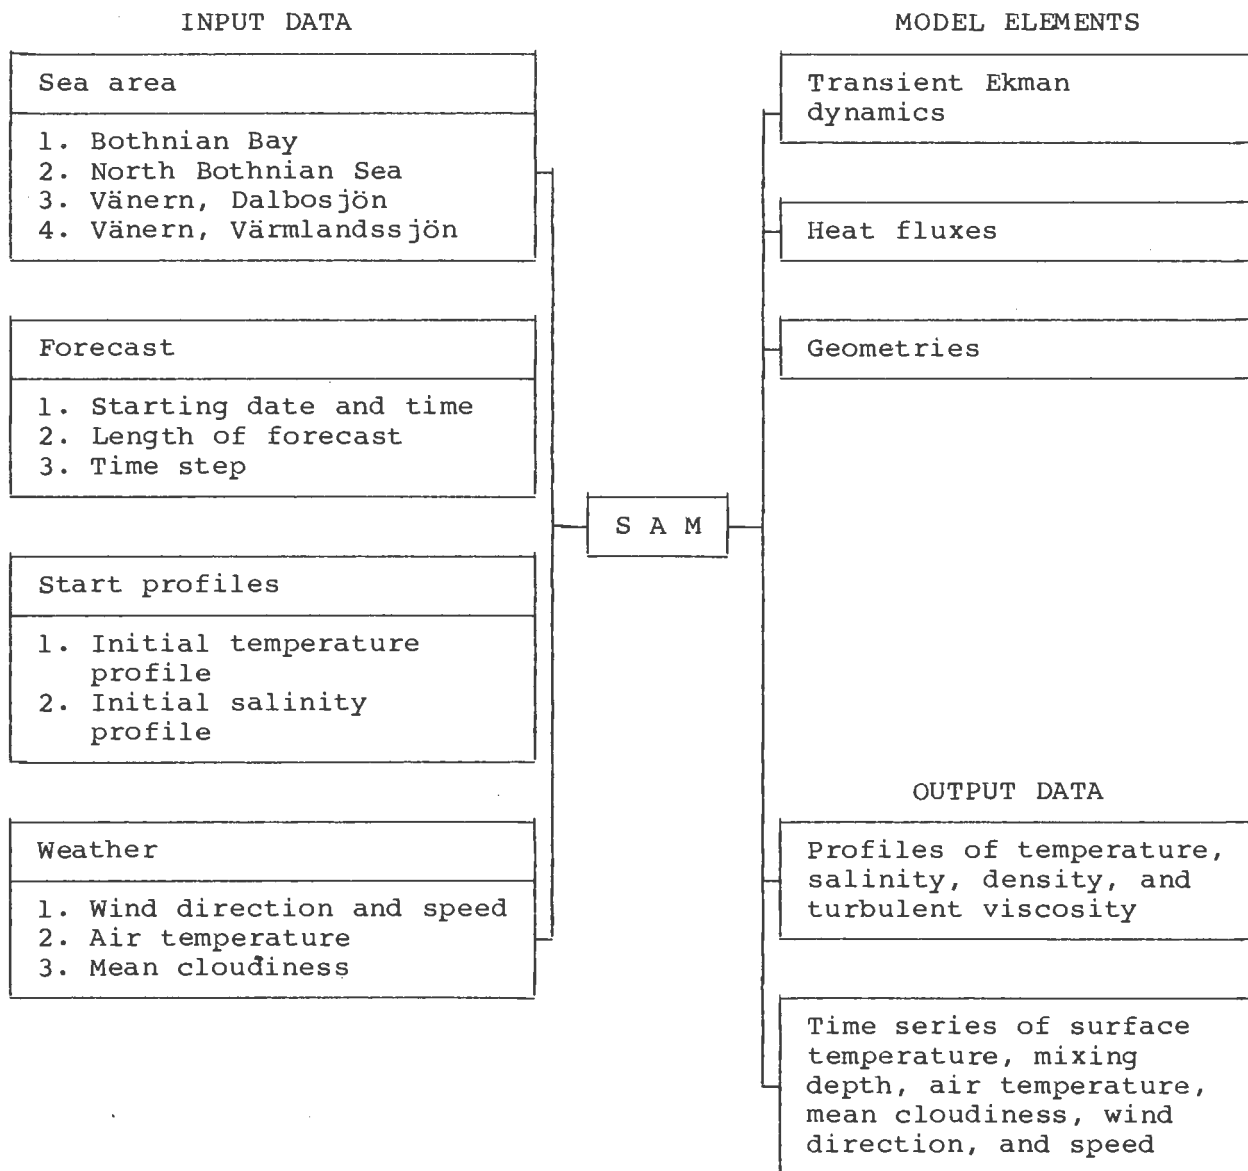 INPUT DATA
Sea area
1. Bothnian Bay
2. North Bothnian Sea
3. Vänern, Dalbosjön
4. Vänern, Värmlandssjön
Forecast
1. Starting date and time
2. Length of forecast
3. Time step
Start profiles
1. Initial temperature
profile
2. Initial salinity
profile
Weather
1. Wind direction and speed
2. Air temperature
3. Mean cloudiness
S A M
MODEL ELEMENTS
Transient Ekman
dynamics
Heat fluxes
Geometries
OUTPUT DATA
Profiles of temperature,
salinity, density, and
turbulent viscosity
Time series of surface
temperature, mixing
depth, air temperature,
mean cloudiness, wind
direction, and speed